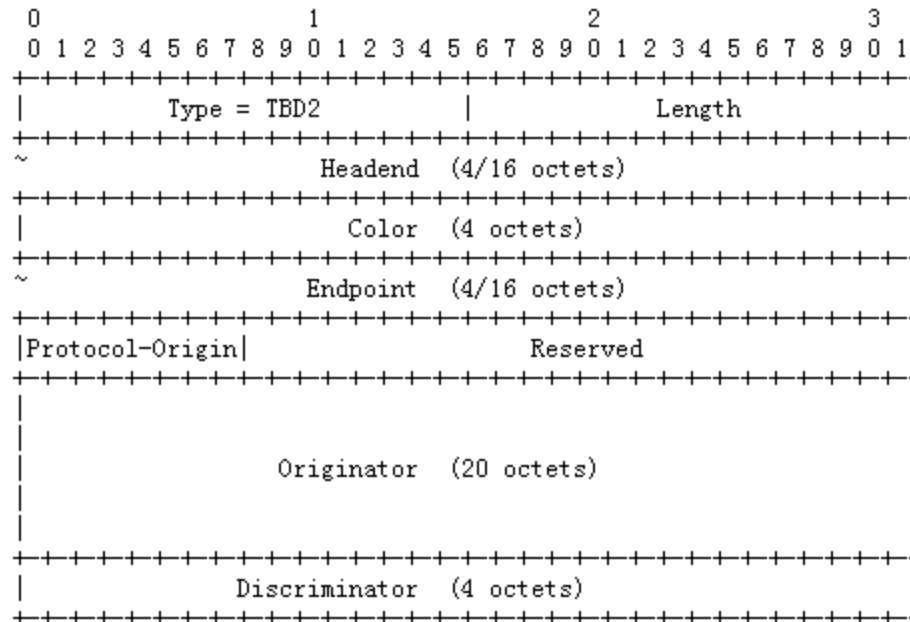 0                   1                   2                   3
0 1 2 3 4 5 6 7 8 9 0 1 2 3 4 5 6 7 8 9 0 1 2 3 4 5 6 7 8 9 0 1
+-+-+-+-+-+-+-+-+-+-+-+-+-+-+-+-+-+-+-+-+-+-+-+-+-+-+-+-+-+-+-+-
| Type = TBD2 | Length
+-+-+-+-+-+-+-+-+-+-+-+-+-+-+-+-+-+-+-+-+-+-+-+-+-+-+-+-+-+-+-+-
~ Headend (4/16 octets)
+-+-+-+-+-+-+-+-+-+-+-+-+-+-+-+-+-+-+-+-+-+-+-+-+-+-+-+-+-+-+-+-
| Color (4 octets)
+-+-+-+-+-+-+-+-+-+-+-+-+-+-+-+-+-+-+-+-+-+-+-+-+-+-+-+-+-+-+-+-
~ Endpoint (4/16 octets)
+-+-+-+-+-+-+-+-+-+-+-+-+-+-+-+-+-+-+-+-+-+-+-+-+-+-+-+-+-+-+-+-
|Protocol-Origin| Reserved
+-+-+-+-+-+-+-+-+-+-+-+-+-+-+-+-+-+-+-+-+-+-+-+-+-+-+-+-+-+-+-+-
|
|
| Originator (20 octets)
|
|
+-+-+-+-+-+-+-+-+-+-+-+-+-+-+-+-+-+-+-+-+-+-+-+-+-+-+-+-+-+-+-+-
| Discriminator (4 octets)
+-+-+-+-+-+-+-+-+-+-+-+-+-+-+-+-+-+-+-+-+-+-+-+-+-+-+-+-+-+-+-+-